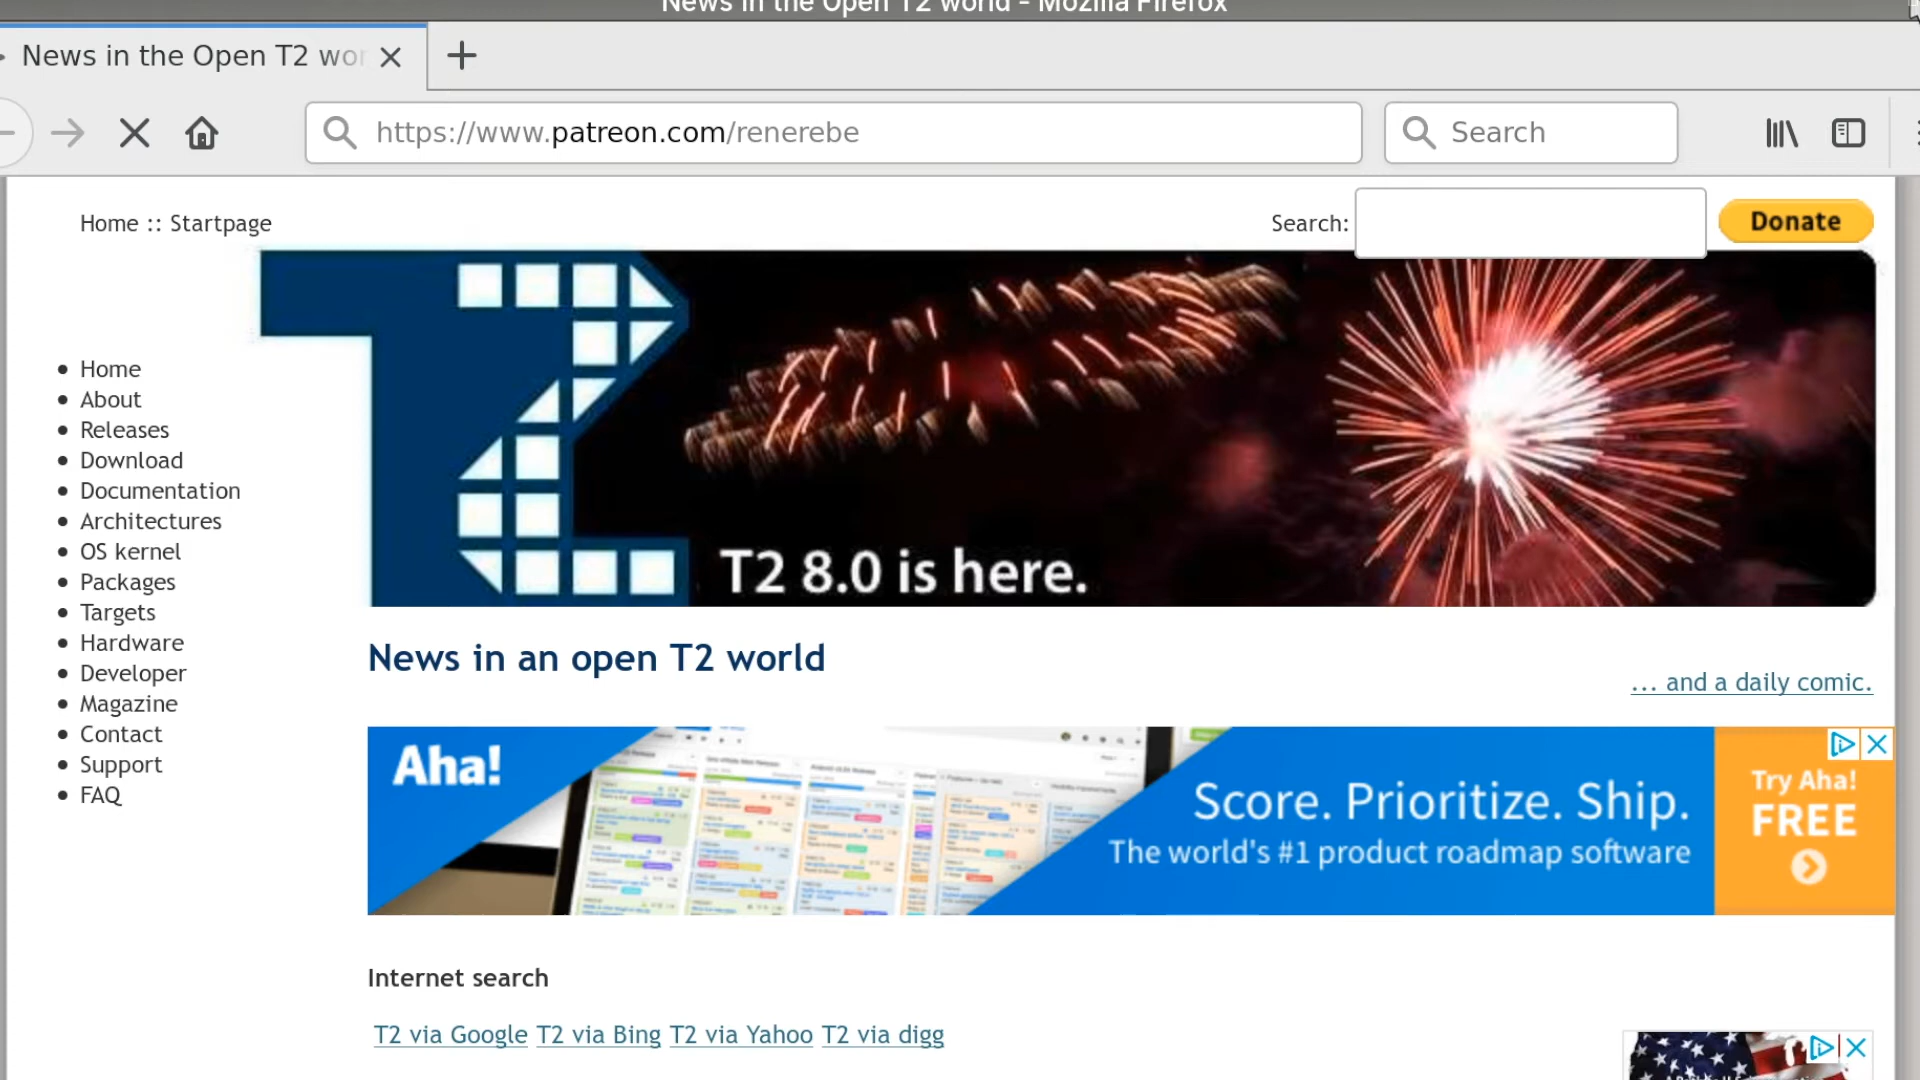 News in the Open T2 world - Mozilla Firefox
News in the Open T2 wor
https://www.patreon.com/renerebe
Search
Home :: Startpage
Search:
Donate
T2 8.0 is here.
Home
About
Releases
Download
Documentation
Architectures
OS kernel
Packages
Targets
Hardware
Developer
Magazine
Contact
Support
FAQ
News in an open T2 world
... and a daily comic.
Aha!
Score. Prioritize. Ship.
The world's #1 product roadmap software
Try Aha!
FREE
Internet search
T2 via Google T2 via Bing T2 via Yahoo T2 via digg